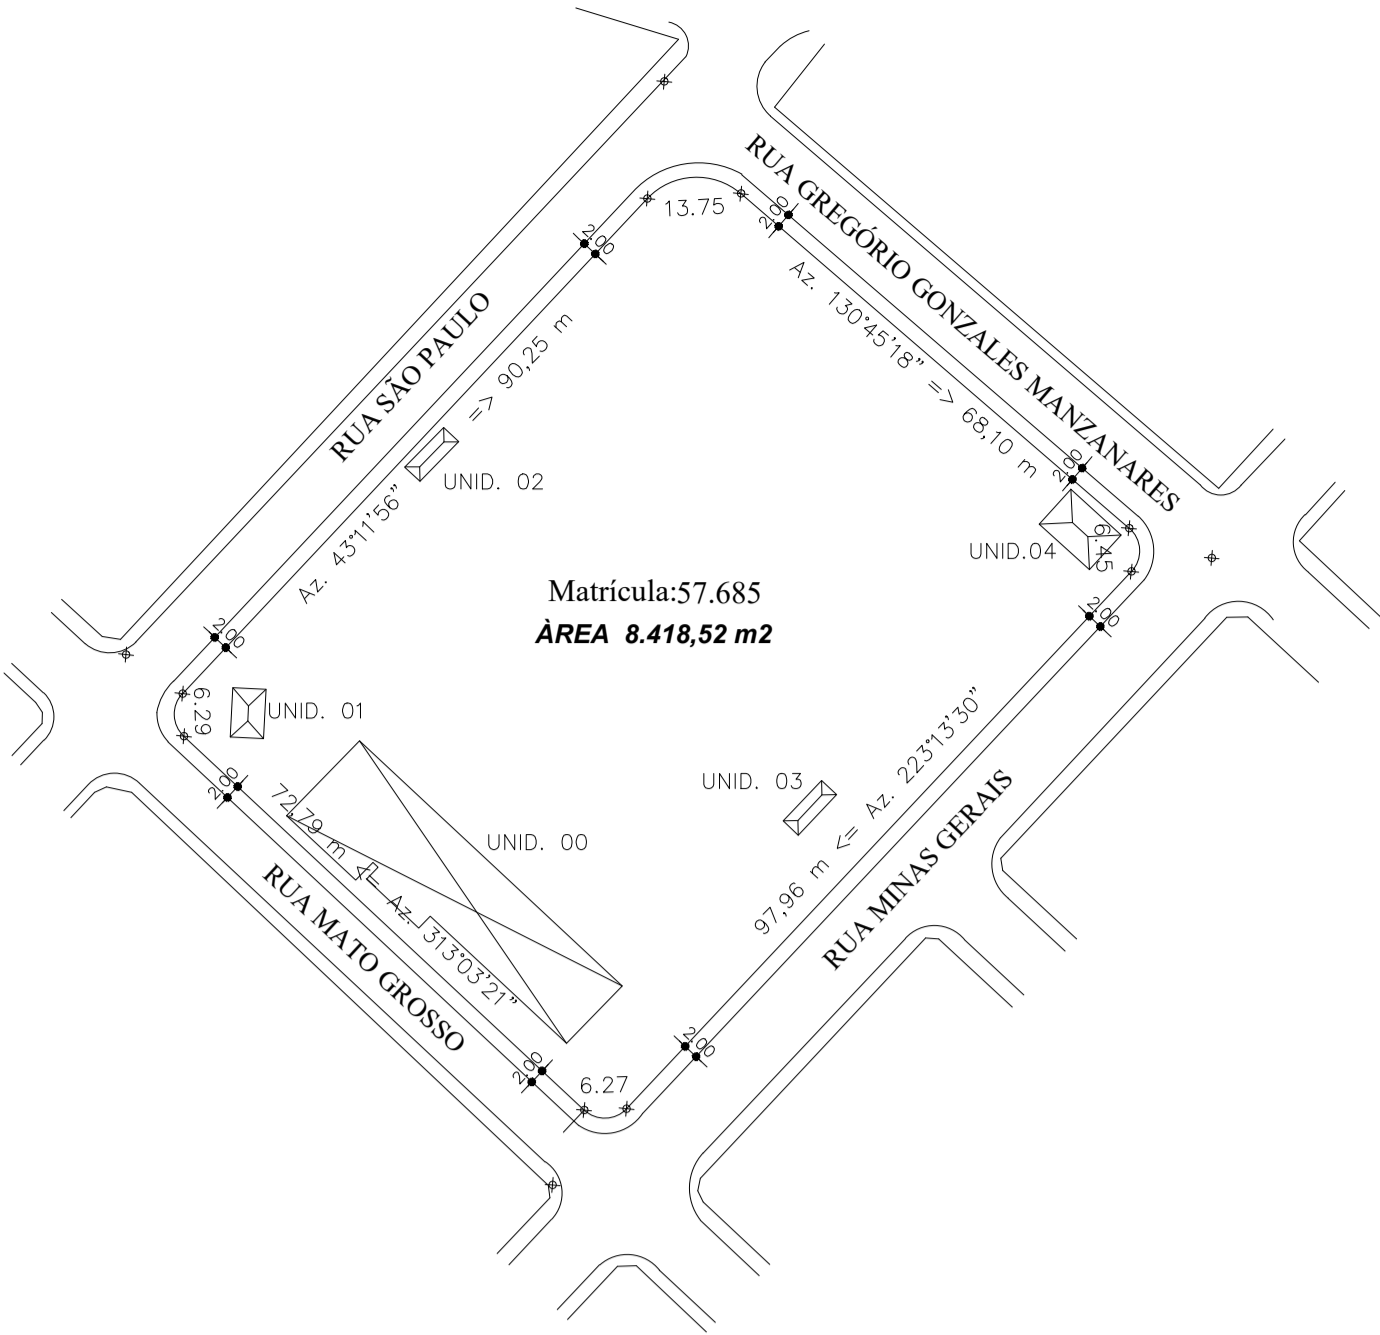 RUA GREGÓRIO GONZALES MANZANARES
13.75
2.00
2.00
2.00
Az. 130°45'18" => 68,10 m
RUA SÃO PAULO
=> 90,25 m
Az. 43°11'56"
UNID. 02
2.00
6.45
UNID.04
Matrícula:57.685
ÀREA 8.418,52 m2
2.00
2.00
6.29
UNID. 01
2.00
UNID. 03
97,96 m <= Az. 223°13'30"
RUA MINAS GERAIS
72,79 m <= Az. 313°03'21"
UNID. 00
RUA MATO GROSSO
2.00
2.00
6.27